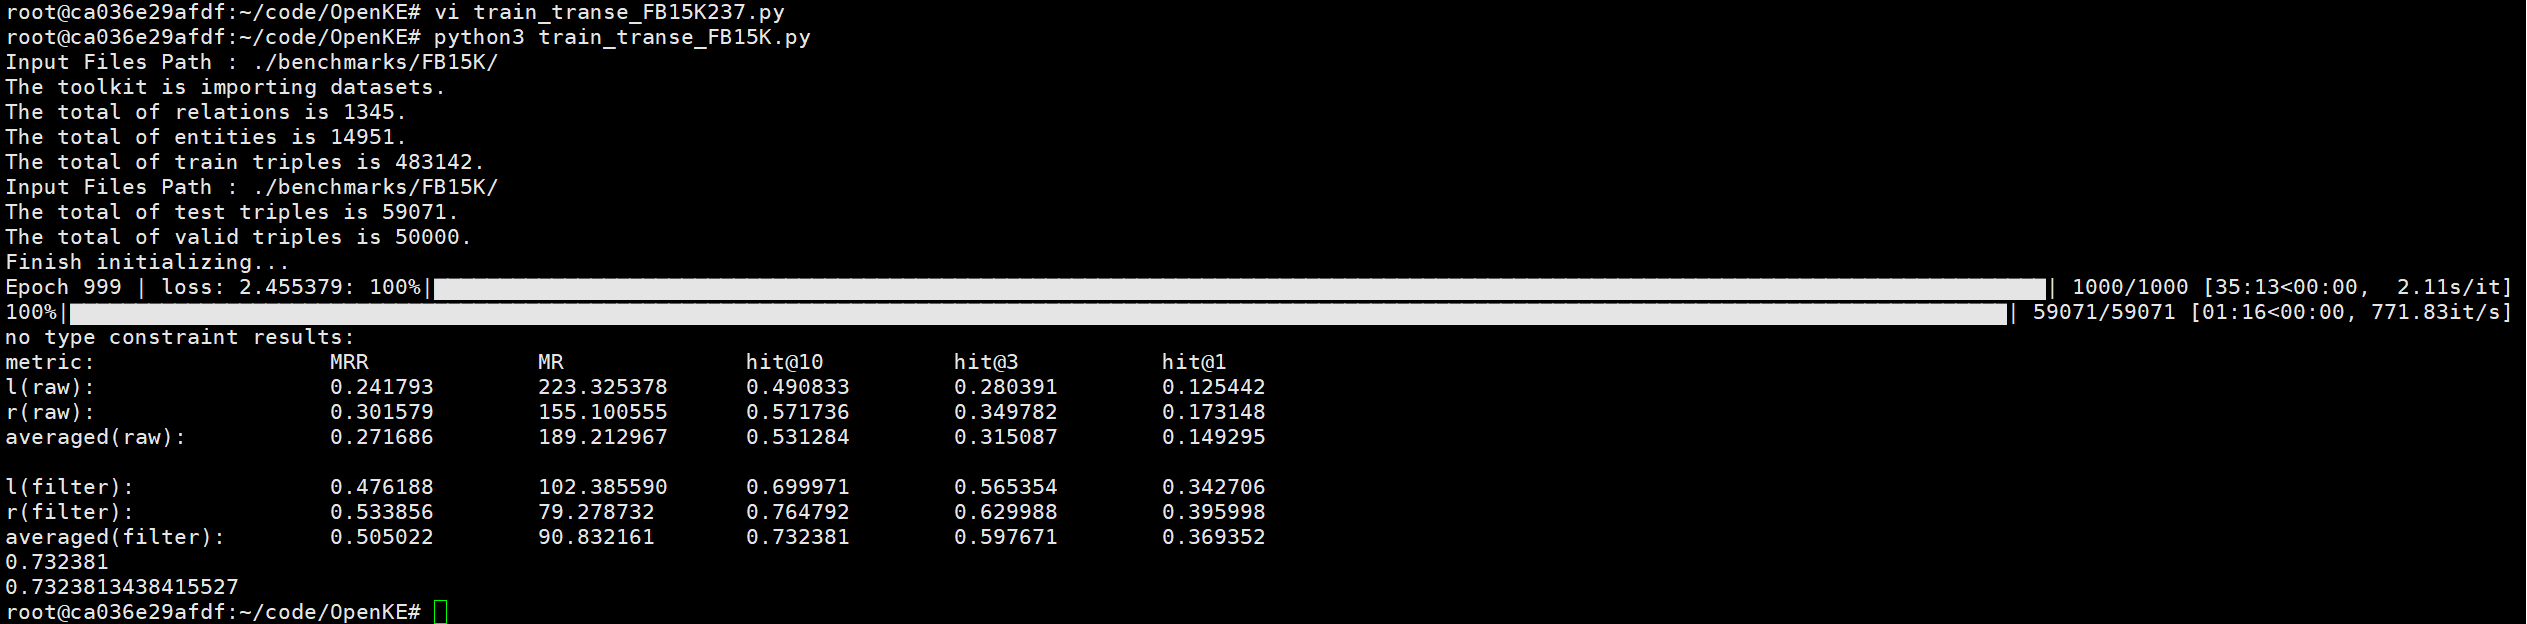 root@ca036e29afdf:~/code/OpenKE# vi train_transe_FB15K237.py
root@ca036e29afdf:~/code/OpenKE# python3 train_transe_FB15K.py
Input Files Path : ./benchmarks/FB15K/
The toolkit is importing datasets.
The total of relations is 1345.
The total of entities is 14951.
The total of train triples is 483142.
Input Files Path : ./benchmarks/FB15K/
The total of test triples is 59071.
The total of valid triples is 50000.
Finish initializing...
Epoch 999 | loss: 2.455379: 100%| | 1000/1000 [35:13<00:00,  2.11s/it]
100%| | 59071/59071 [01:16<00:00, 771.83it/s]
no type constraint results:
metric: MRR MR hit@10 hit@3 hit@1
l(raw): 0.241793 223.325378 0.490833 0.280391 0.125442
r(raw): 0.301579 155.100555 0.571736 0.349782 0.173148
averaged(raw): 0.271686 189.212967 0.531284 0.315087 0.149295
l(filter): 0.476188 102.385590 0.699971 0.565354 0.342706
r(filter): 0.533856 79.278732 0.764792 0.629988 0.395998
averaged(filter): 0.505022 90.832161 0.732381 0.597671 0.369352
0.732381
0.7323813438415527
root@ca036e29afdf:~/code/OpenKE#